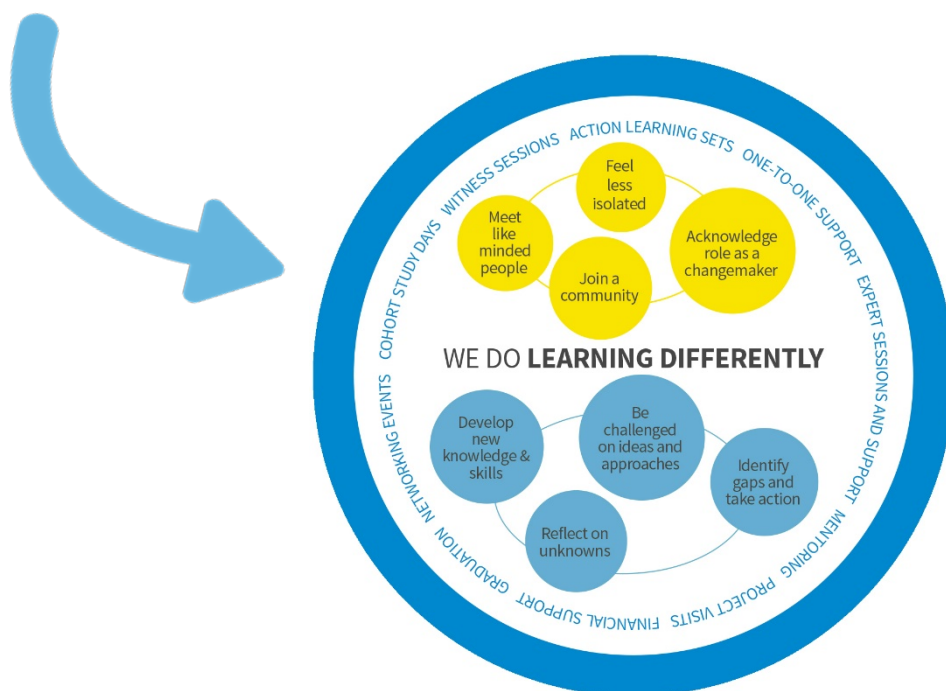 WITNESS SESSIONS
ACTION LEARNING SETS
ONE-TO-ONE SUPPORT
EXPERT SESSIONS AND SUPPORT
MENTORING
PROJECT VISITS
FINANCIAL SUPPORT
GRADUATION
NETWORKING EVENTS
COHORT STUDY DAYS
Feel
less
isolated
Meet
like
minded
people
Acknowledge
role as a
changemaker
Join a
community
WE DO LEARNING DIFFERENTLY
Develop
new
knowledge &
skills
Be
challenged
on ideas and
approaches
Identify
gaps and
take action
Reflect on
unknowns